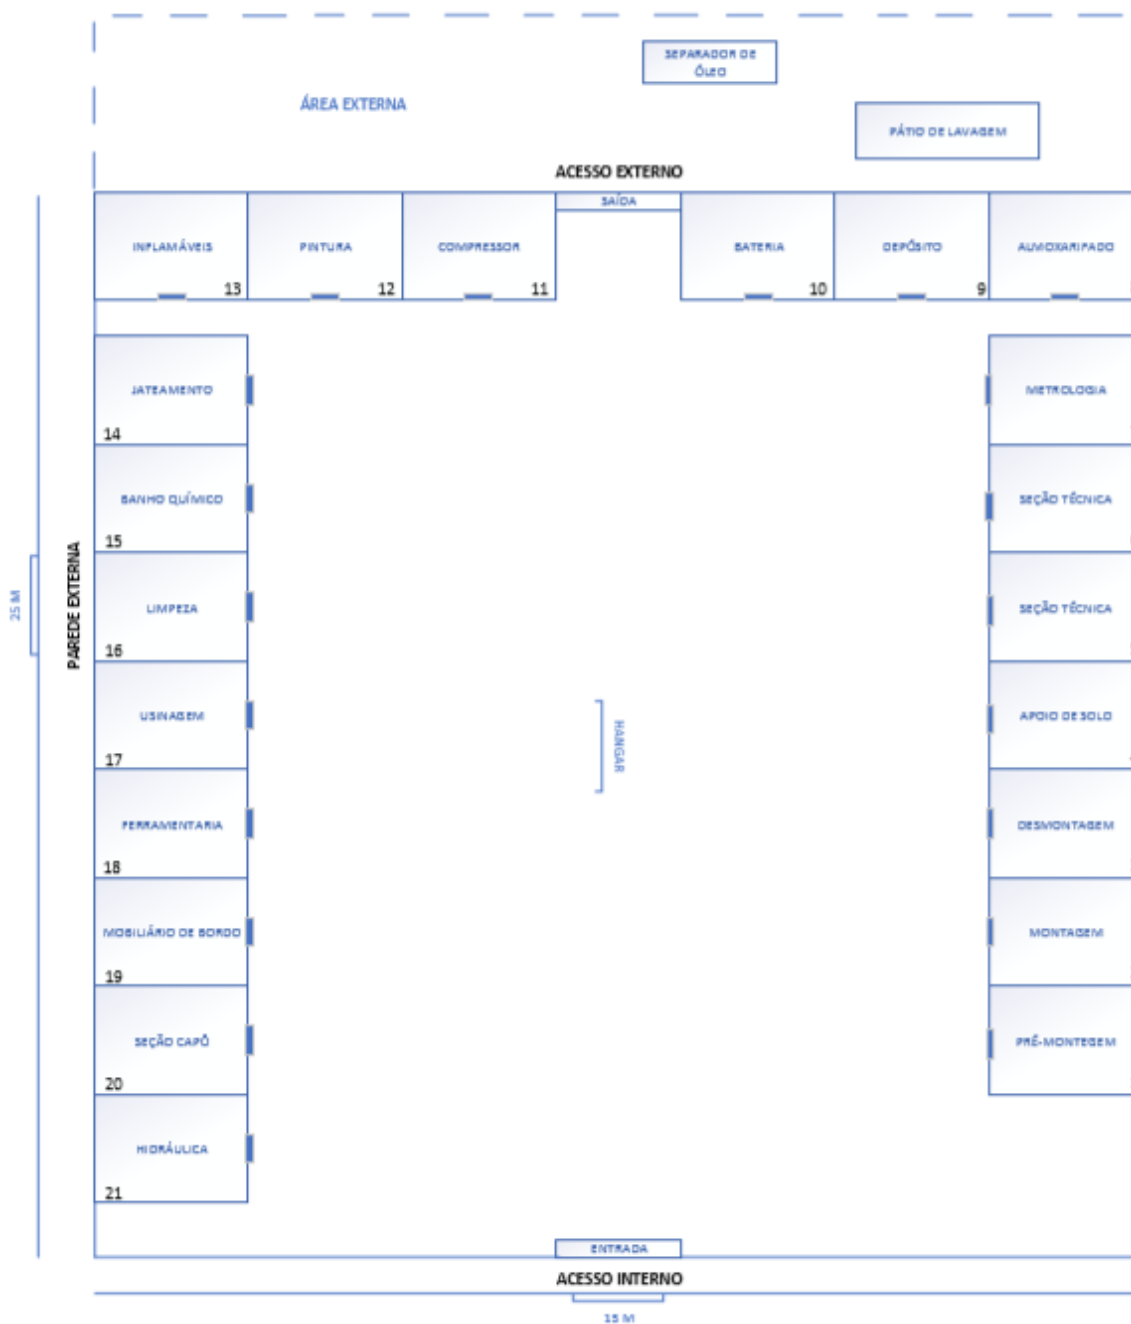 SEPARADOR DE
ÓLEO
ÁREA EXTERNA
PÁTIO DE LAVAGEM
ACESSO EXTERNO
SAÍDA
INFLAMÁVEIS
13
PINTURA
12
COMPRESSOR
11
BATERIA
10
DEPÓSITO
9
ALMOXARIFADO
JATEAMENTO
14
METROLOGIA
BANHO QUÍMICO
15
SEÇÃO TÉCNICA
25 M
PAREDE EXTERNA
LIMPEZA
16
SEÇÃO TÉCNICA
USINAGEM
17
HANGAR
APOIO DE SOLO
FERRAMENTARIA
18
DESMONTAGEM
MOBILIÁRIO DE BORDO
19
MONTAGEM
SEÇÃO CAPÔ
20
PRÉ-MONTEGEM
HIDRÁULICA
21
ENTRADA
ACESSO INTERNO
15 M